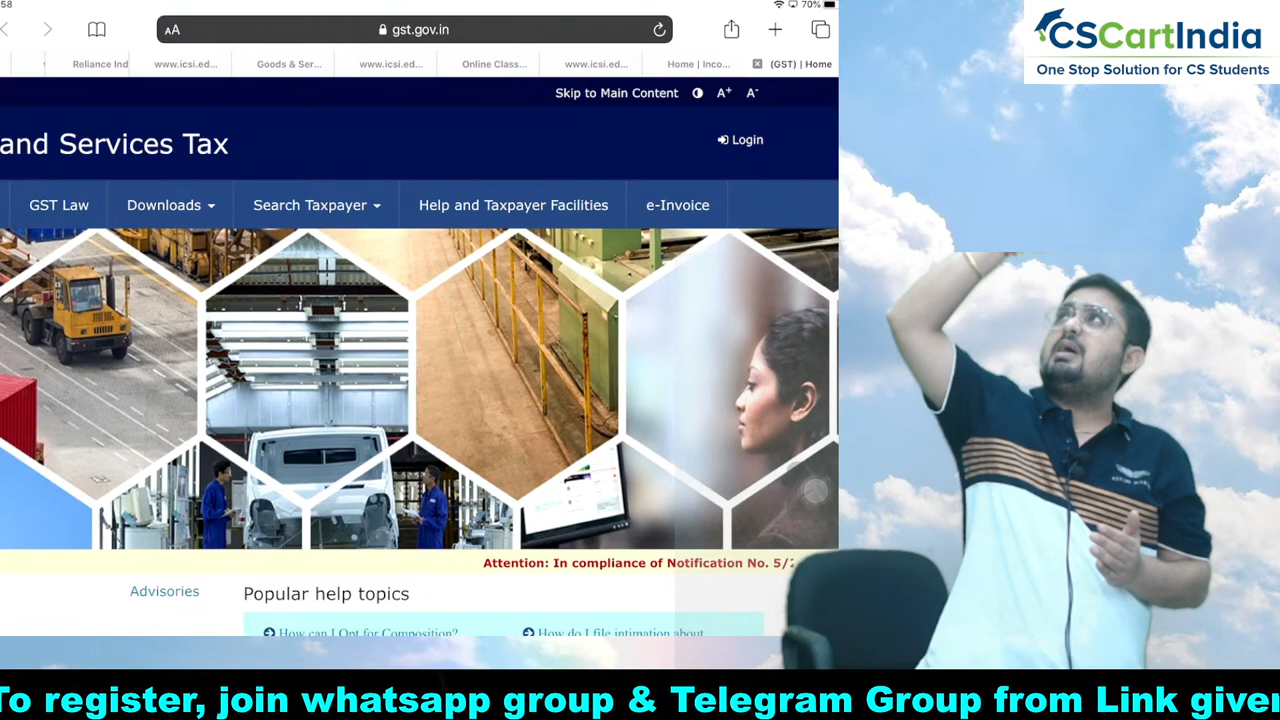 58
70%
AA
gst.gov.in
Reliance Ind
www.icsi.ed...
Goods & Ser...
www.icsi.ed...
Online Class...
www.icsi.ed...
Home | Inco...
(GST) | Home
CSCartIndia
One Stop Solution for CS Students
Skip to Main Content
A+
A-
and Services Tax
Login
GST Law
Downloads
Search Taxpayer
Help and Taxpayer Facilities
e-Invoice
Attention: In compliance of Notification No. 5/2
Advisories
Popular help topics
How can I Opt for Composition?
How do I file intimation about
To register, join whatsapp group & Telegram Group from Link given